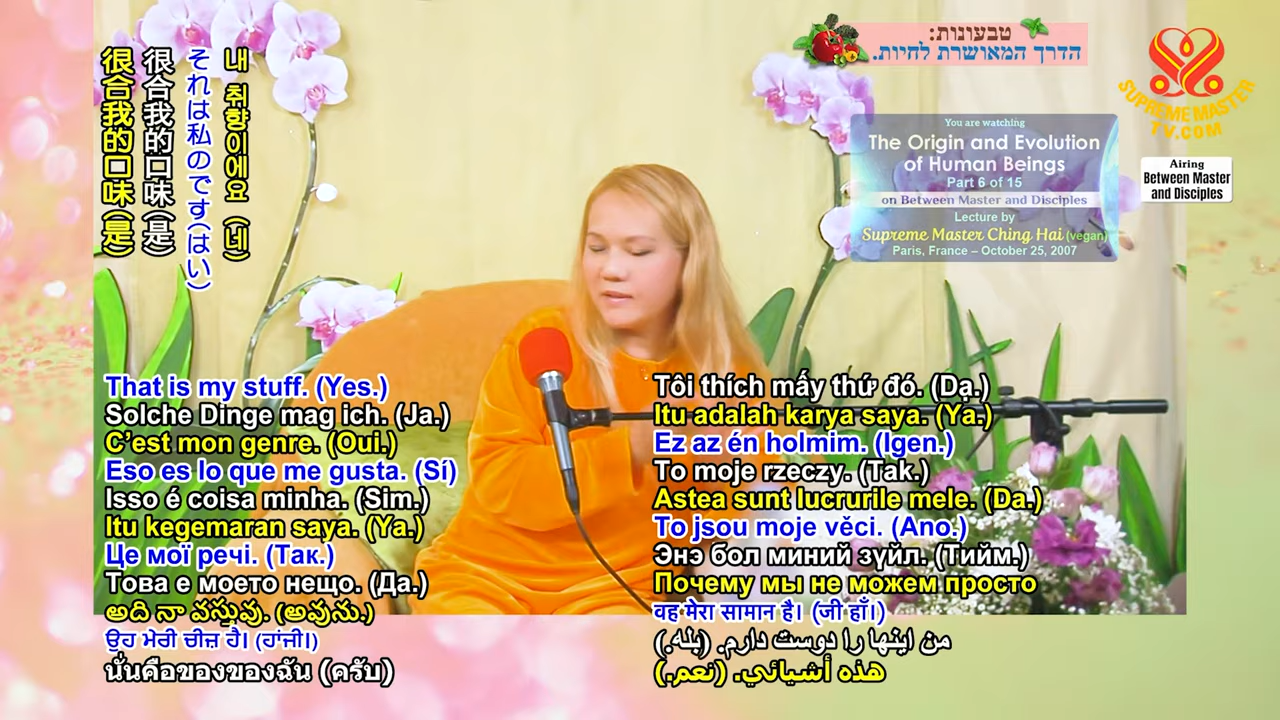 很合我的口味(是)
很合我的口味(是)
それは私のです(はい)
내 취향이에요 (네)
טבעונות:
הדרך המאושרת לחיות.
SUPREME MASTER
TV.COM
You are watching
The Origin and Evolution
of Human Beings
Part 6 of 15
on Between Master and Disciples
Lecture by
Supreme Master Ching Hai (vegan)
Paris, France – October 25, 2007
Airing
Between Master
and Disciples
That is my stuff. (Yes.)
Solche Dinge mag ich. (Ja.)
C'est mon genre. (Oui.)
Eso es lo que me gusta. (Sí)
Isso é coisa minha. (Sim.)
Itu kegemaran saya. (Ya.)
Це мої речі. (Так.)
Това е моето нещо. (Да.)
అది నా వస్తువు. (అవును.)
ਉਹ ਮੇਰੀ ਚੀਜ਼ ਹੈ। (ਹਾਂਜੀ।)
นั่นคือของของฉัน (ครับ)
Tôi thích mấy thứ đó. (Dạ.)
Itu adalah karya saya. (Ya.)
Ez az én holmim. (Igen.)
To moje rzeczy. (Tak.)
Astea sunt lucrurile mele. (Da.)
To jsou moje věci. (Ano.)
Энэ бол миний зүйл. (Тийм.)
Почему мы не можем просто
वह मेरा सामान है। (जी हाँ।)
من اینها را دوست دارم. (بله.)
هذه أشيائي. (نعم.)